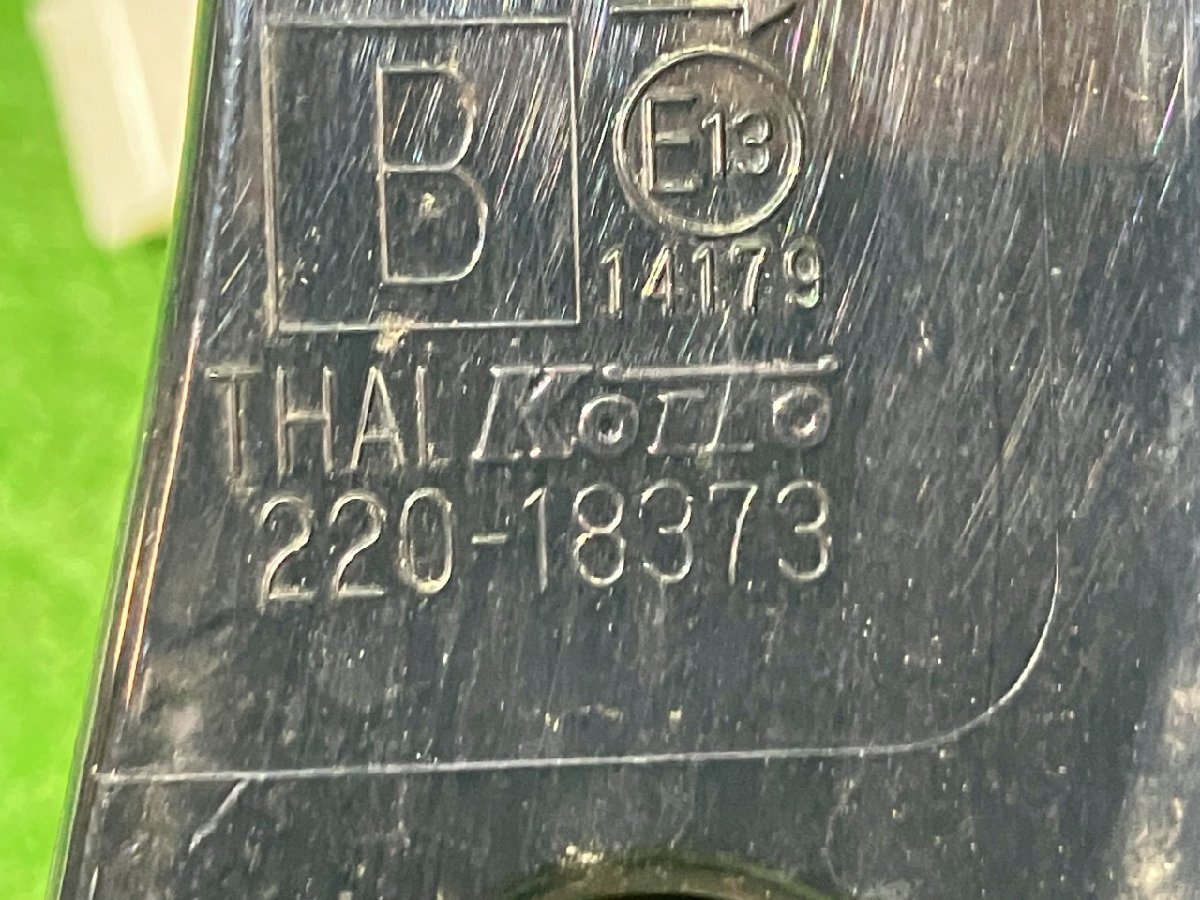 B
E13
14179
THAI KOITO
220-18373